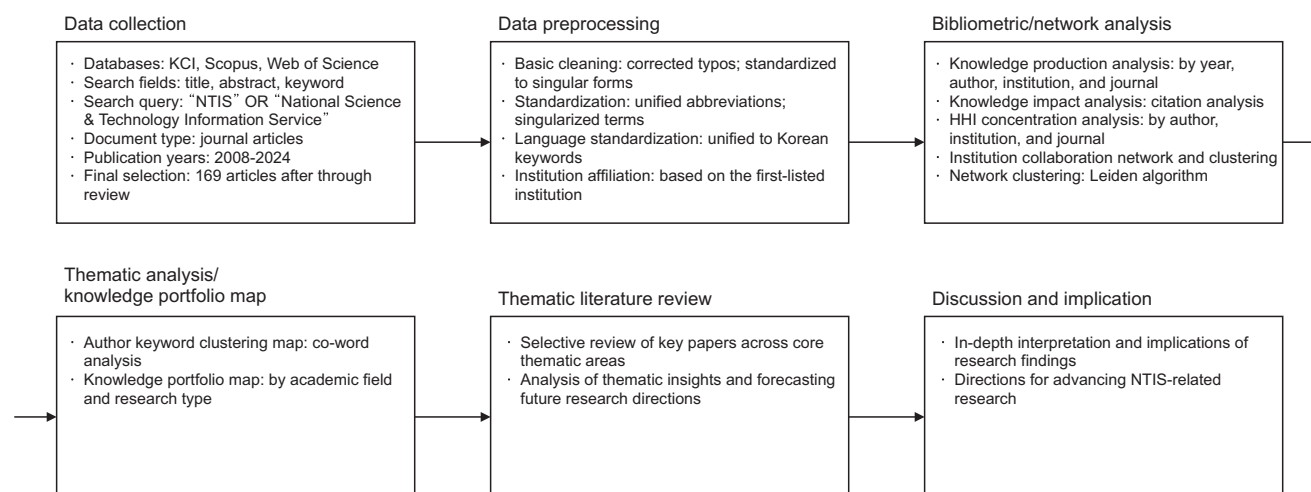 Data collection
· Databases: KCI, Scopus, Web of Science
· Search fields: title, abstract, keyword
· Search query: “NTIS” OR “National Science
& Technology Information Service”
· Document type: journal articles
· Publication years: 2008-2024
· Final selection: 169 articles after through
review
Data preprocessing
· Basic cleaning: corrected typos; standardized
to singular forms
· Standardization: unified abbreviations;
singularized terms
· Language standardization: unified to Korean
keywords
· Institution affiliation: based on the first-listed
institution
Bibliometric/network analysis
· Knowledge production analysis: by year,
author, institution, and journal
· Knowledge impact analysis: citation analysis
· HHI concentration analysis: by author,
institution, and journal
· Institution collaboration network and clustering
· Network clustering: Leiden algorithm
Thematic analysis/
knowledge portfolio map
· Author keyword clustering map: co-word
analysis
· Knowledge portfolio map: by academic field
and research type
Thematic literature review
· Selective review of key papers across core
thematic areas
· Analysis of thematic insights and forecasting
future research directions
Discussion and implication
· In-depth interpretation and implications of
research findings
· Directions for advancing NTIS-related
research